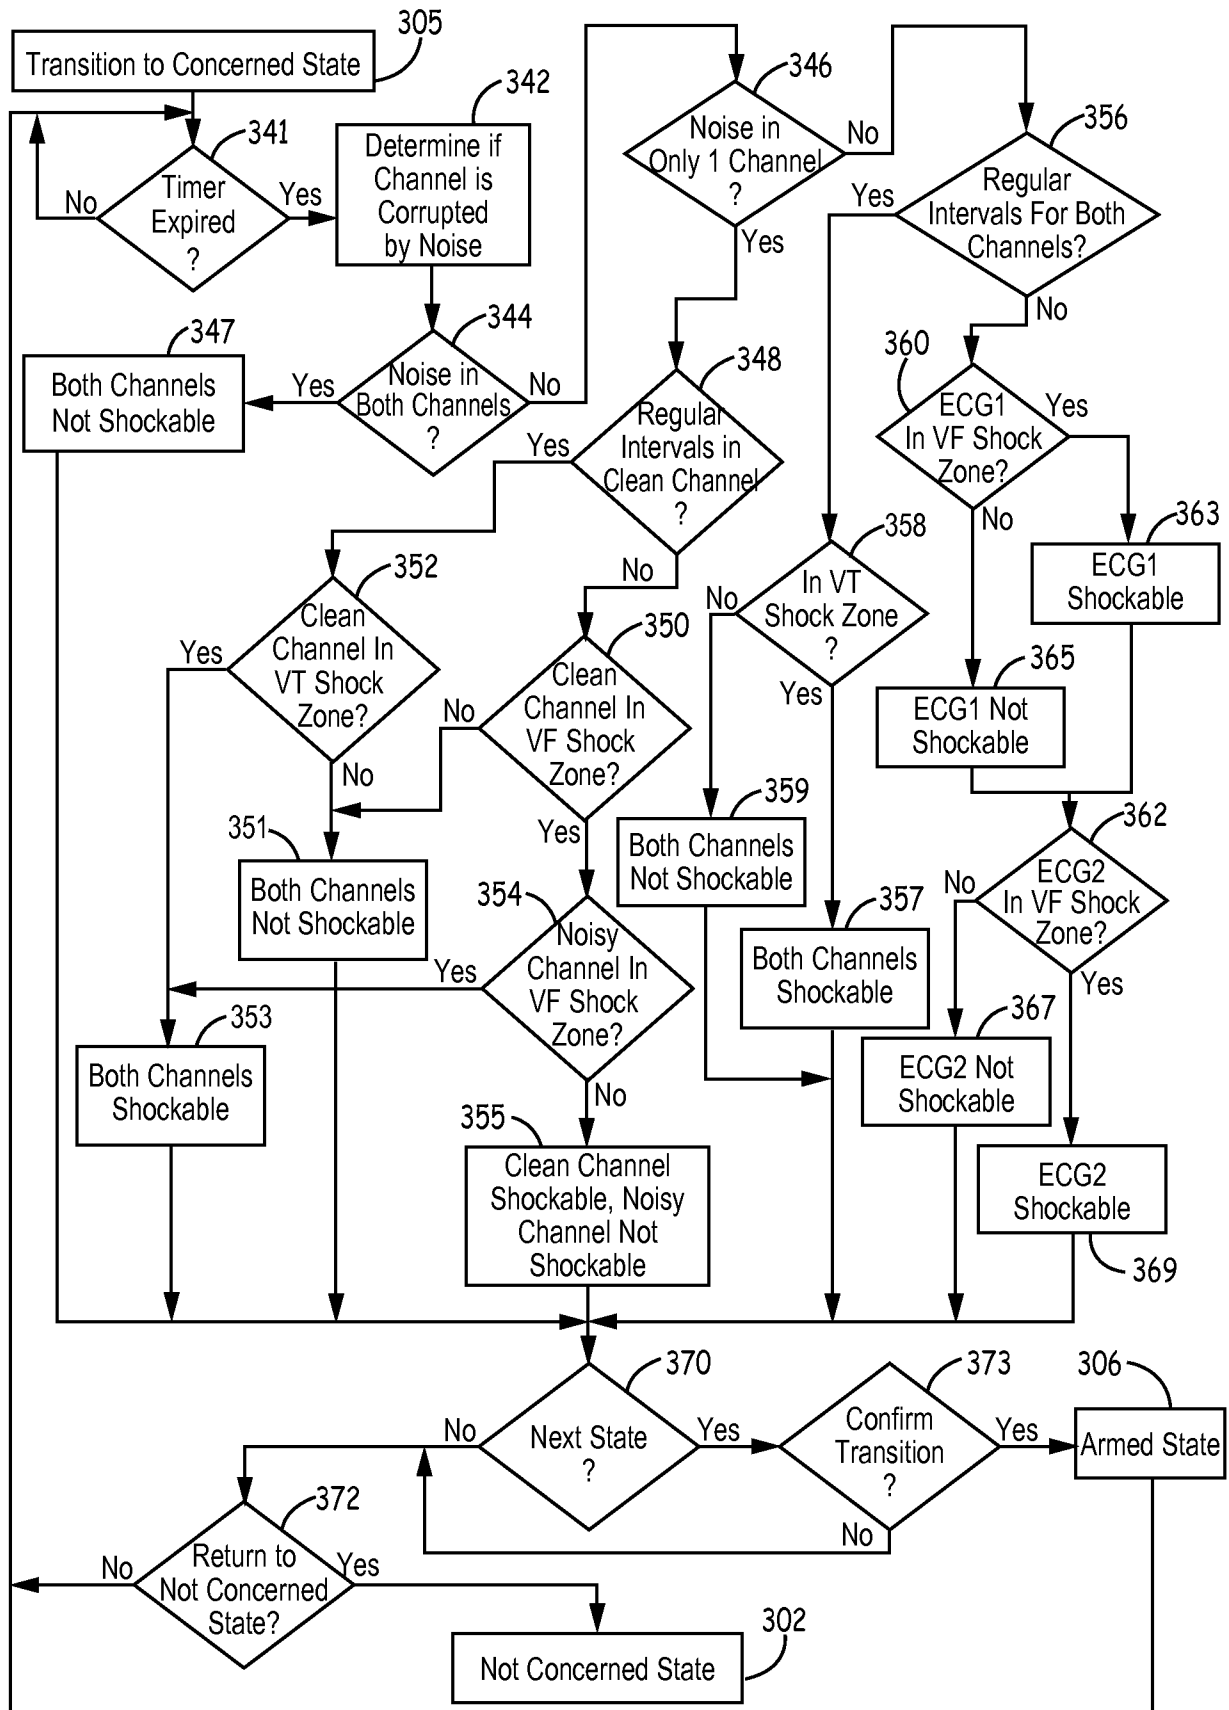 305
Transition to Concerned State
341
Timer
Expired
?
No
Yes
342
Determine if
Channel is
Corrupted
by Noise
344
Noise in
Both Channels
?
Yes
No
347
Both Channels
Not Shockable
346
Noise in
Only 1 Channel
?
No
Yes
348
Regular
Intervals in
Clean Channel
?
Yes
No
356
Regular
Intervals For Both
Channels?
Yes
No
360
ECG1
In VF Shock
Zone?
Yes
No
363
ECG1
Shockable
365
ECG1 Not
Shockable
358
In VT
Shock Zone
?
No
Yes
352
Clean
Channel In
VT Shock
Zone?
Yes
No
350
Clean
Channel In
VF Shock
Zone?
No
Yes
351
Both Channels
Not Shockable
359
Both Channels
Not Shockable
362
ECG2
In VF Shock
Zone?
No
Yes
354
Noisy
Channel In
VF Shock
Zone?
Yes
No
357
Both Channels
Shockable
353
Both Channels
Shockable
367
ECG2 Not
Shockable
355
Clean Channel
Shockable, Noisy
Channel Not
Shockable
ECG2
Shockable
369
370
Next State
?
No
Yes
373
Confirm
Transition
?
Yes
No
306
Armed State
372
Return to
Not Concerned
State?
No
Yes
302
Not Concerned State